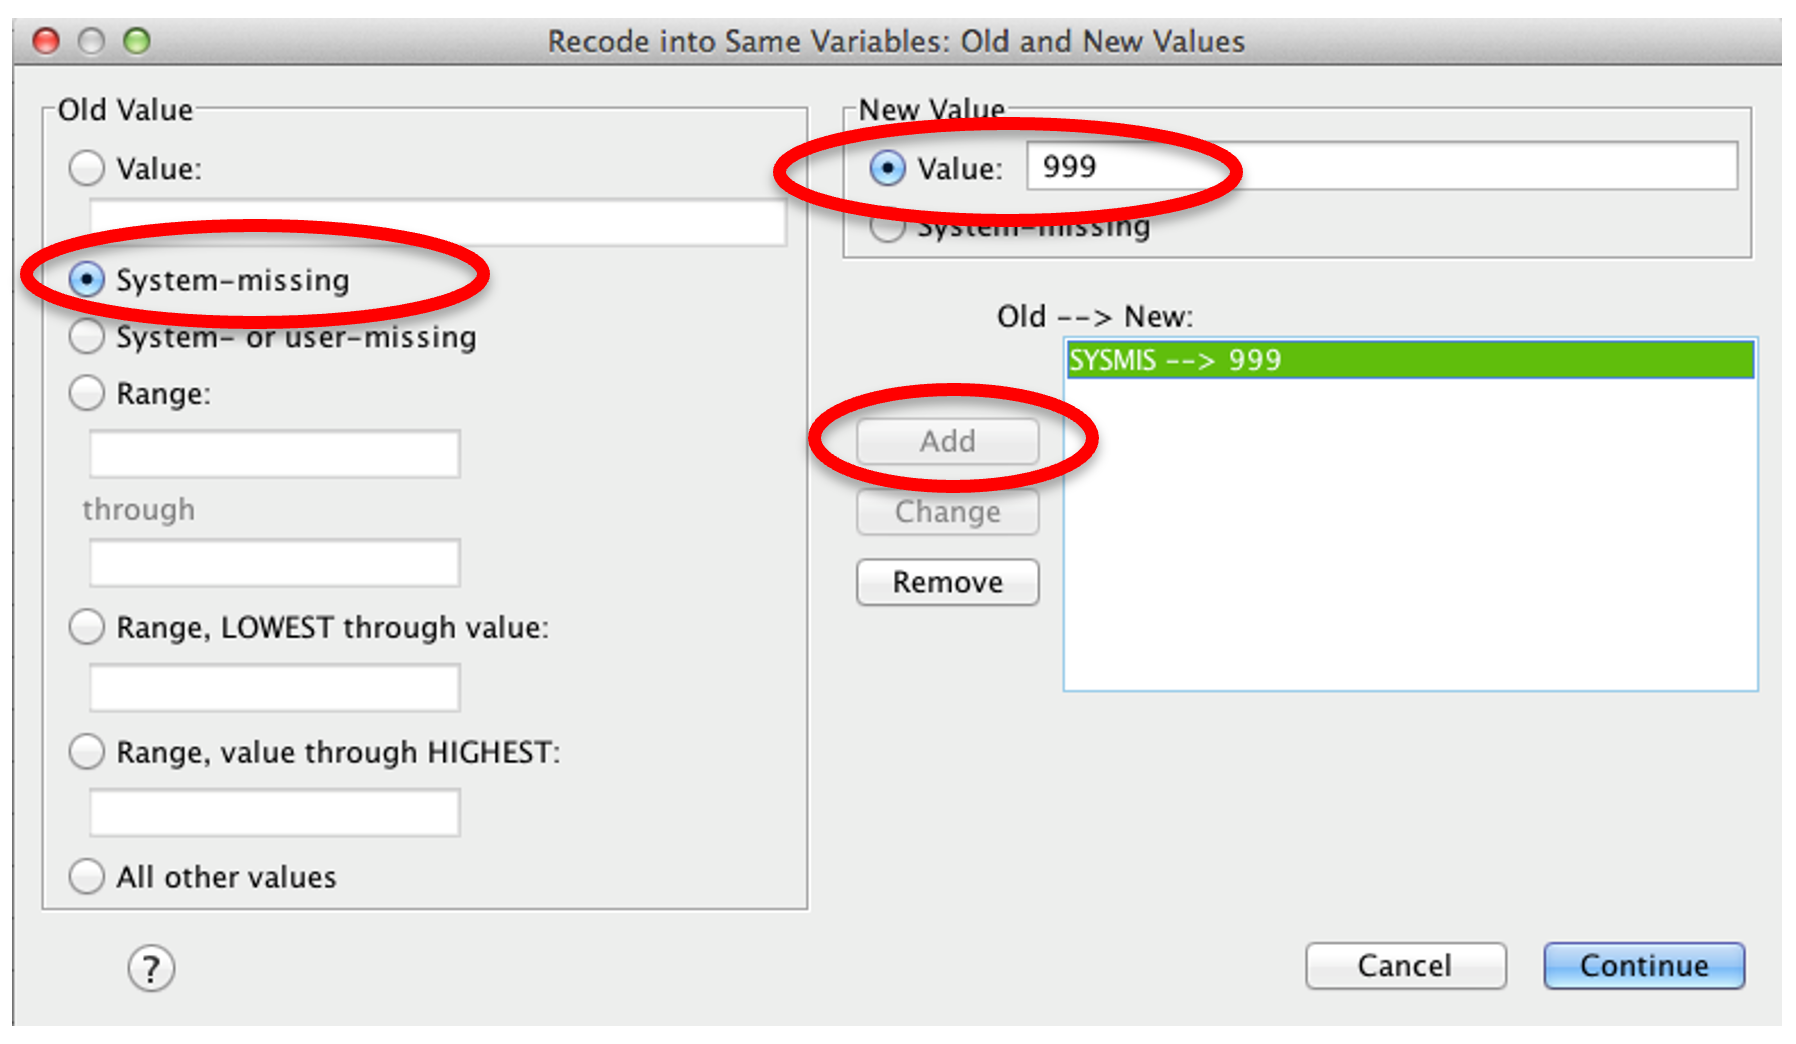 Recode into Same Variables: Old and New Values
Old Value
Value:
System-missing
System- or user-missing
Range:
through
Range, LOWEST through value:
Range, value through HIGHEST:
All other values
New Value
Value: 999
System-missing
Old --> New:
SYSMIS --> 999
Add
Change
Remove
?
Cancel
Continue